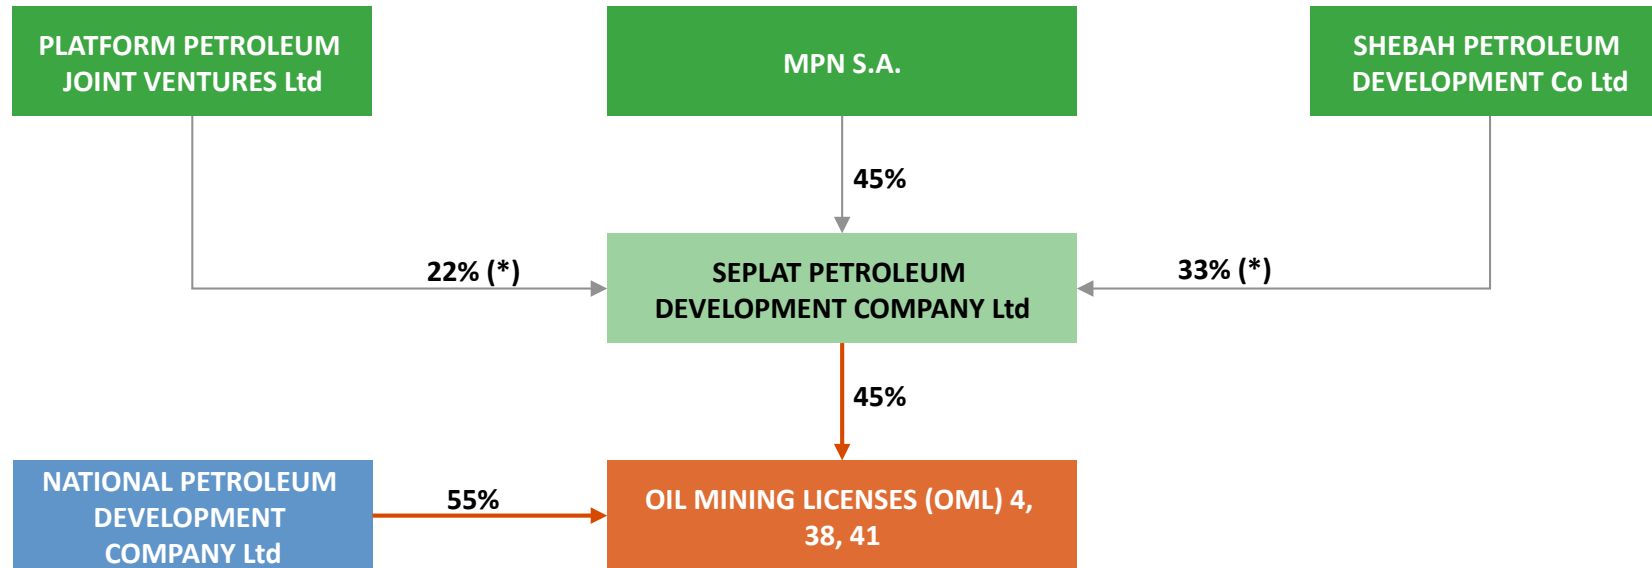 PLATFORM PETROLEUM
JOINT VENTURES Ltd
MPN S.A.
SHEBAH PETROLEUM
DEVELOPMENT Co Ltd
45%
22% (*)
SEPLAT PETROLEUM
DEVELOPMENT COMPANY Ltd
33% (*)
45%
NATIONAL PETROLEUM
DEVELOPMENT
COMPANY Ltd
55%
OIL MINING LICENSES (OML) 4,
38, 41